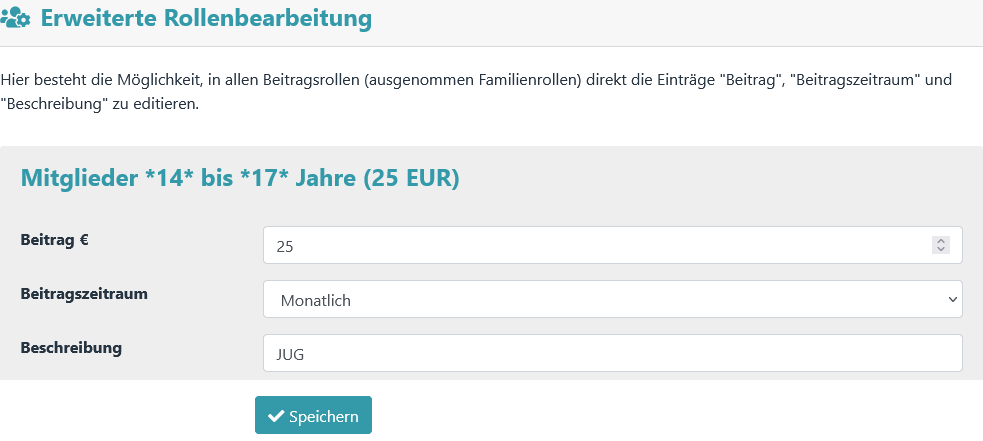 Erweiterte Rollenbearbeitung
Hier besteht die Möglichkeit, in allen Beitragsrollen (ausgenommen Familienrollen) direkt die Einträge "Beitrag", "Beitragszeitraum" und
"Beschreibung" zu editieren.
Mitglieder *14* bis *17* Jahre (25 EUR)
Beitrag €
25
Beitragszeitraum
Monatlich
Beschreibung
JUG
Speichern